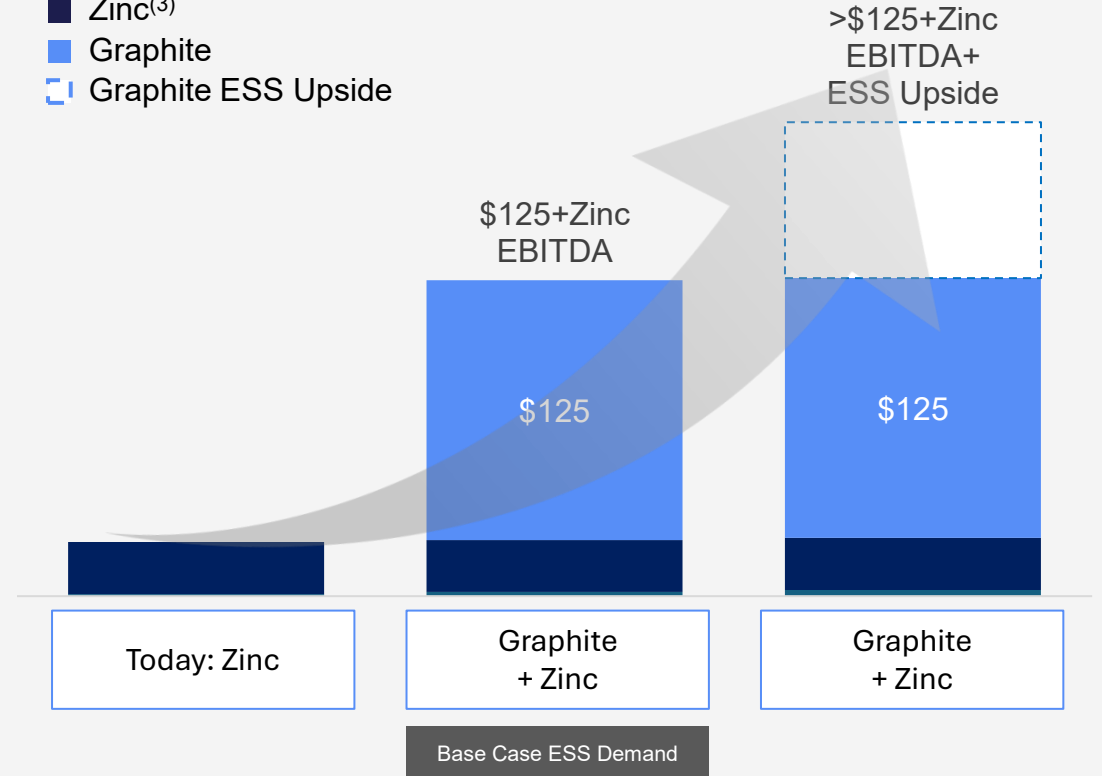 Zinc(3)
Graphite
Graphite ESS Upside
>$125+Zinc
EBITDA+
ESS Upside
$125+Zinc
EBITDA
$125
$125
Today: Zinc
Graphite
+ Zinc
Graphite
+ Zinc
Base Case ESS Demand